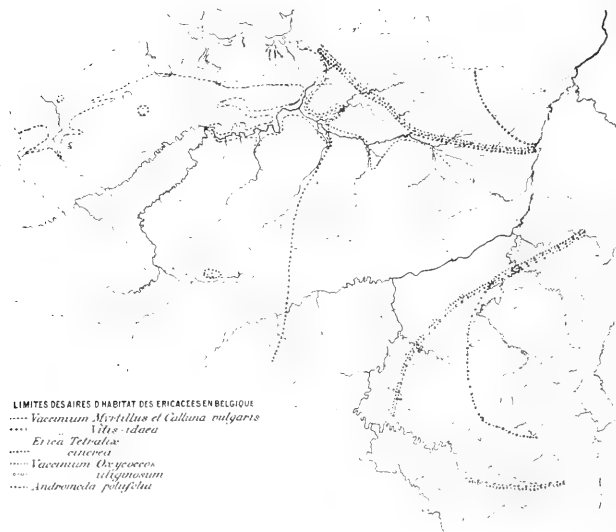 LIMITES DES AIRES D'HABITAT DES ERICACÉES EN BELGIQUE
Vaccinium Myrtillus et Calluna vulgaris
" Vitis-idaea
Erica Tetralix
" cinerea
Vaccinium Oxycoccos
" uliginosum
Andromeda polifolia